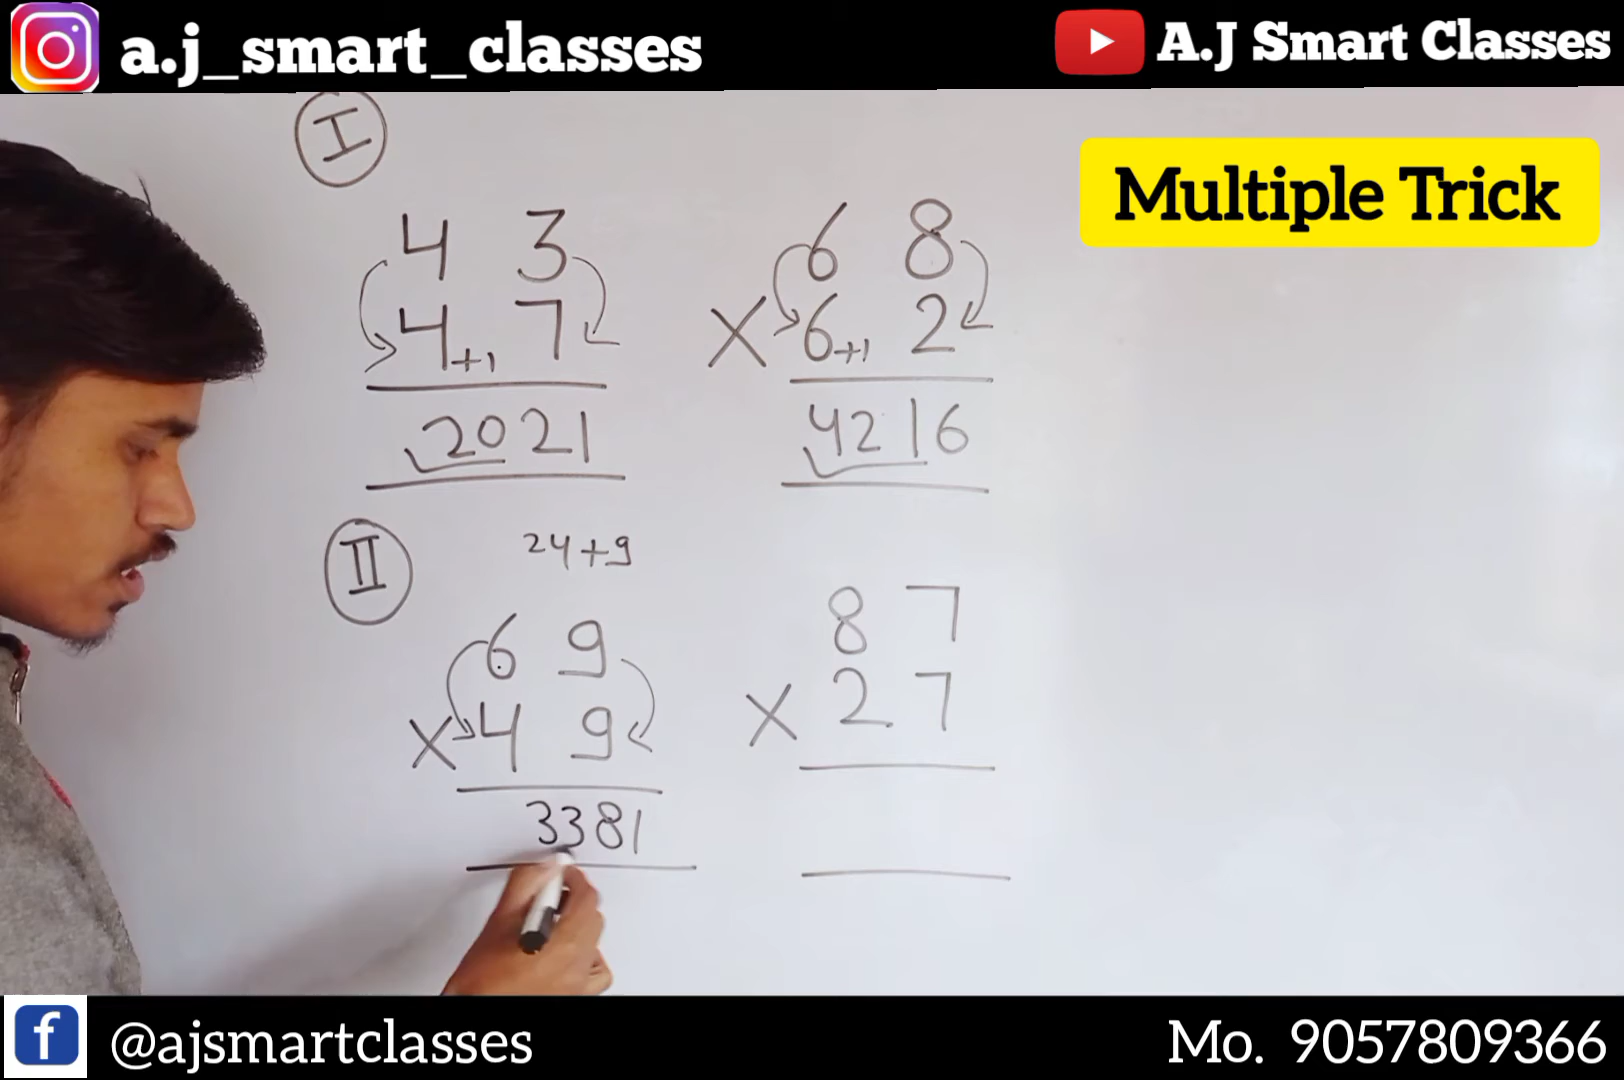 a.j_smart_classes
A.J Smart Classes
Multiple Trick
I
4 3
4+1 7
2021
6 8
X 6+1 2
4216
II
24+9
6 9
X 4 9
3381
8 7
X 2 7
f @ajsmartclasses
Mo. 9057809366